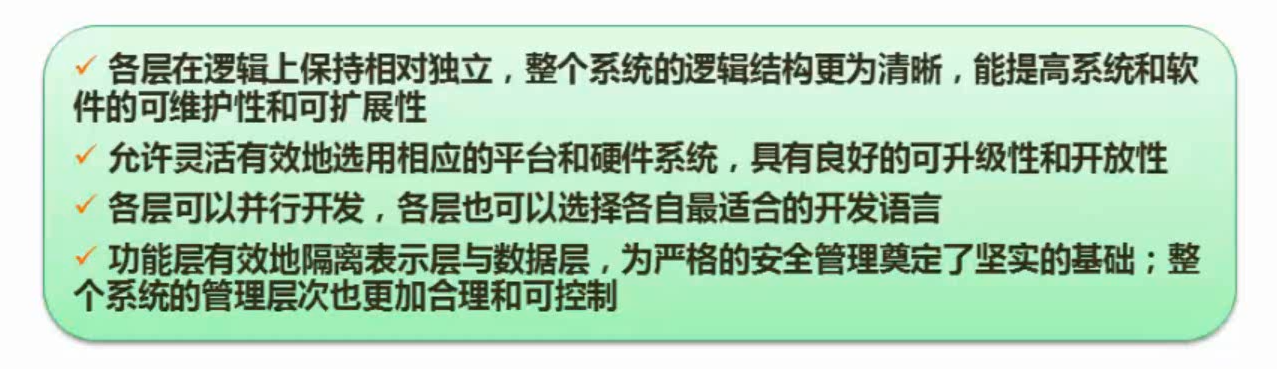 ✓ 各层在逻辑上保持相对独立，整个系统的逻辑结构更为清晰，能提高系统和软
件的可维护性和可扩展性
✓ 允许灵活有效地选用相应的平台和硬件系统，具有良好的可升级性和开放性
✓ 各层可以并行开发，各层也可以选择各自最适合的开发语言
✓ 功能层有效地隔离表示层与数据层，为严格的安全管理奠定了坚实的基础；整
个系统的管理层次也更加合理和可控制